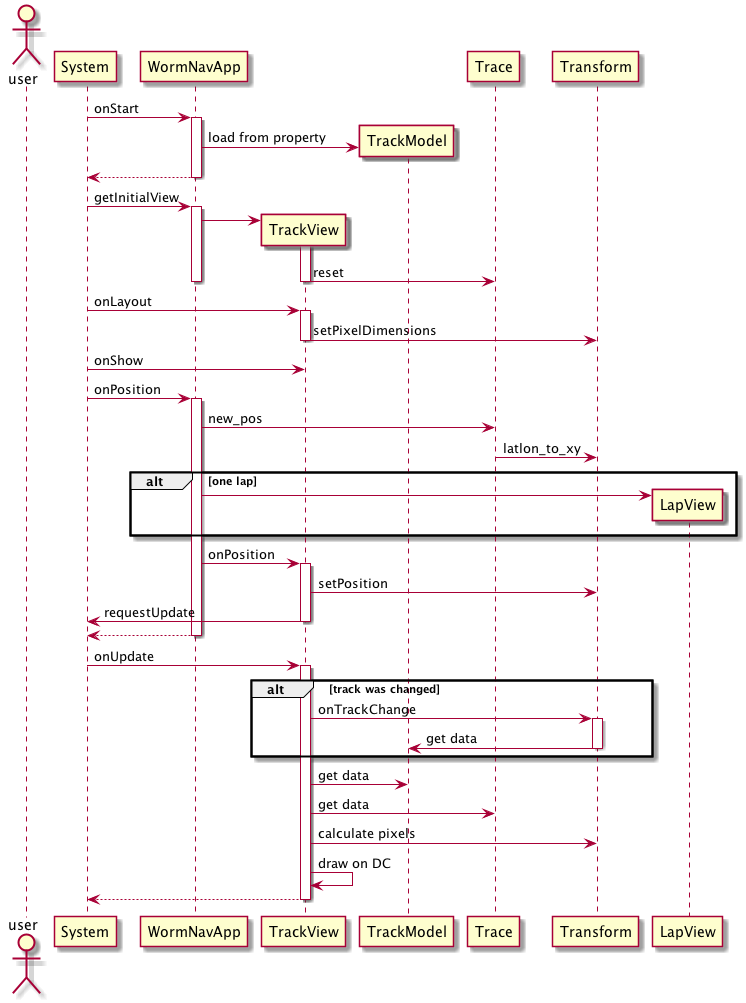 user
System
WormNavApp
Trace
Transform
onStart
load from property
TrackModel
getInitialView
TrackView
reset
onLayout
setPixelDimensions
onShow
onPosition
new_pos
latlon_to_xy
alt [one lap]
LapView
onPosition
setPosition
requestUpdate
onUpdate
alt [track was changed]
onTrackChange
get data
get data
get data
calculate pixels
draw on DC
user
System
WormNavApp
TrackView
TrackModel
Trace
Transform
LapView